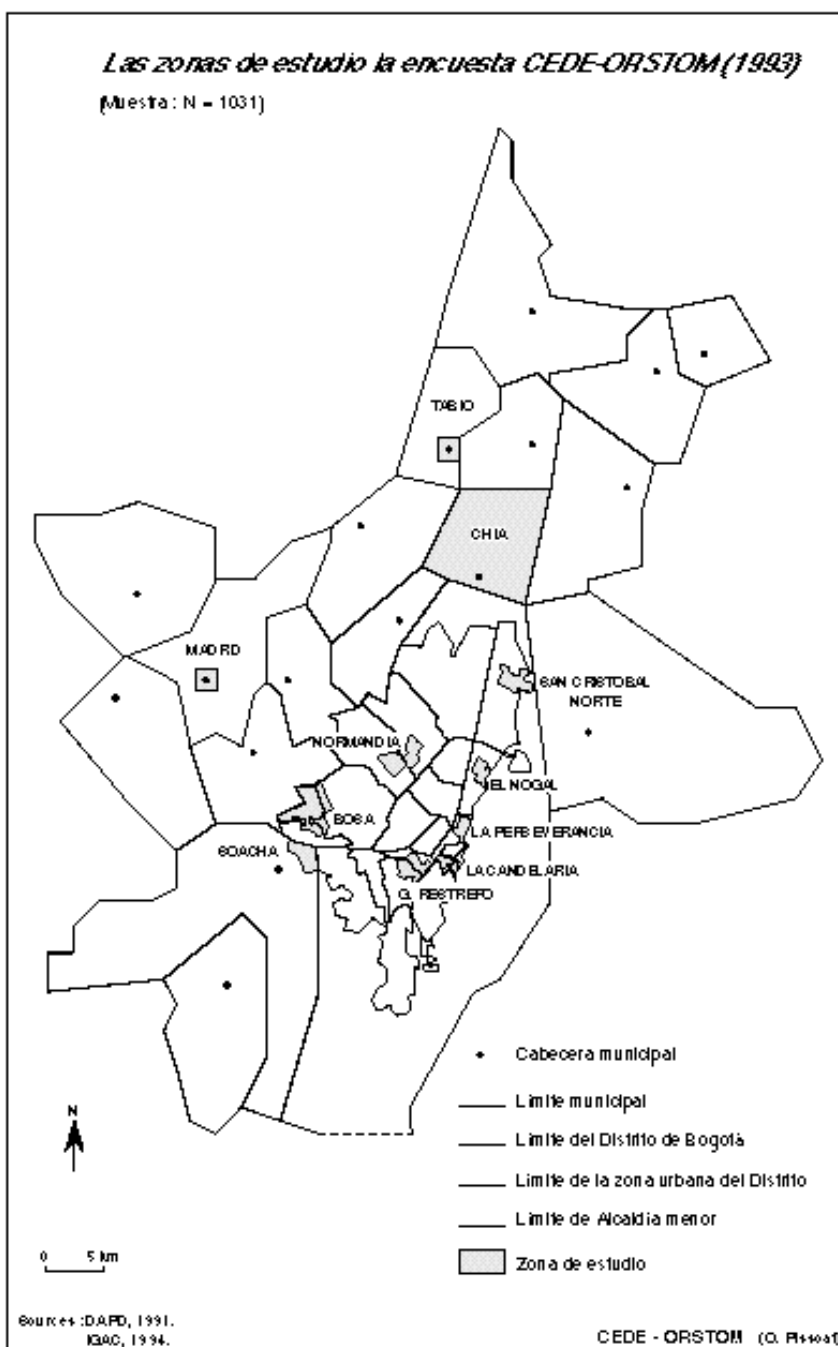 Las zonas de estudio la encuesta CEDE-ORSTOM (1993)
(Muestra : N = 1031)
TABIO
CHIA
MADRID
SAN CRISTOBAL
NORTE
NORMANDIA
EL NOGAL
BOSA
LA PERSEVERANCIA
SOACHA
LA CANDELARIA
G. RESTREPO
Cabecera municipal
Limite municipal
N
Limite del Distrito de Bogotá
Limite de la zona urbana del Distrito
Limite de Alcaldia menor
0 5 km
Zona de estudio
Sources : DAPD, 1991.
IGAC, 1994.
CEDE - ORSTOM (O. Pissoat)